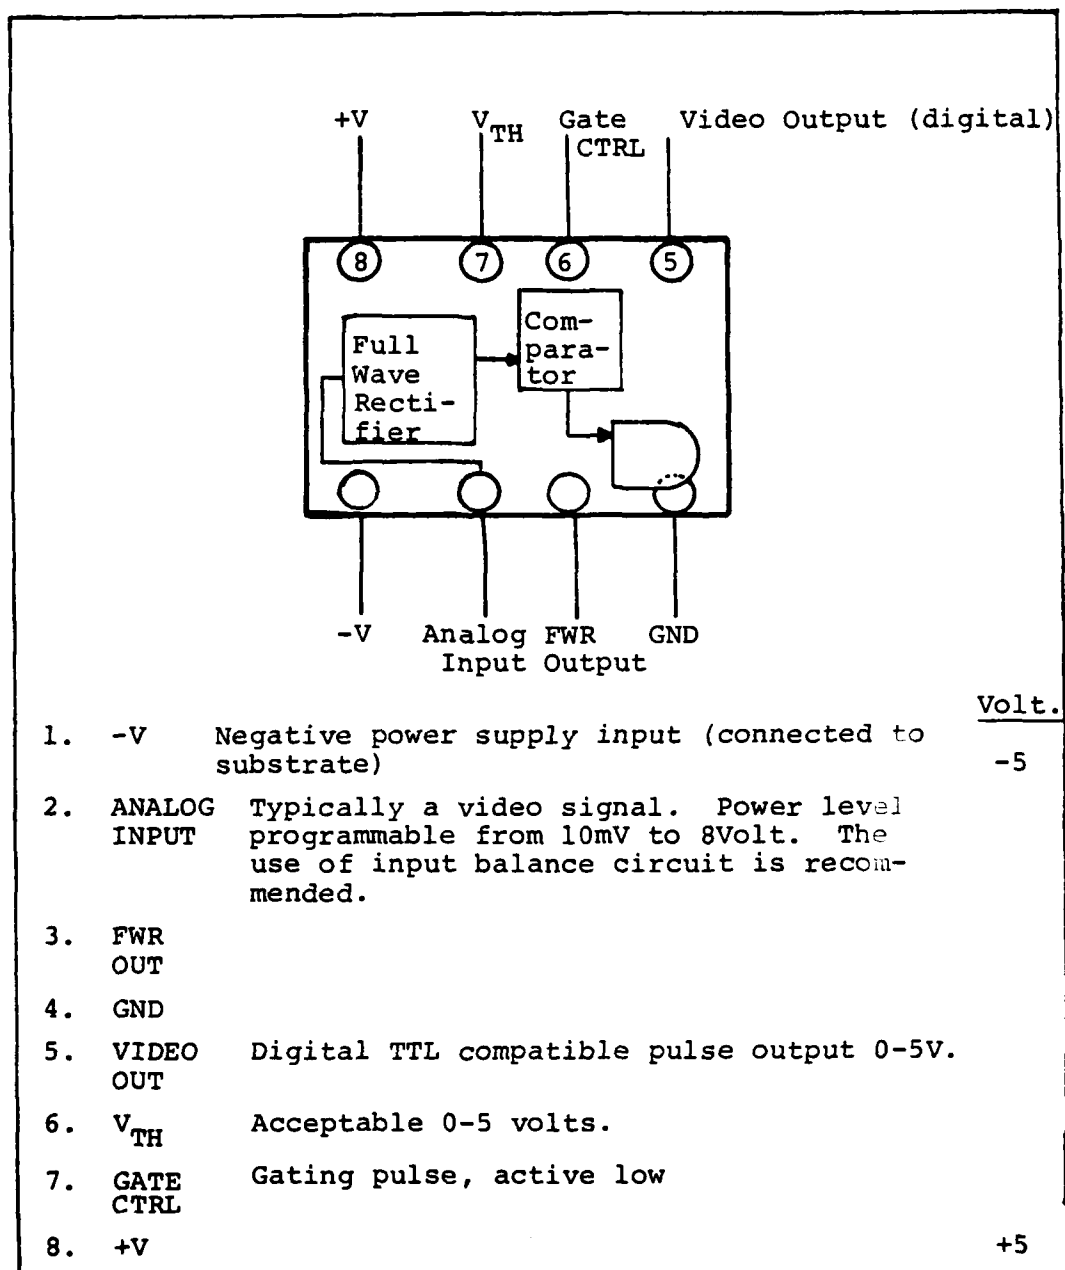 +V VTH Gate CTRL Video Output (digital)
8 7 6 5
Full
Wave
Recti-
fier
Com-
para-
tor
-V Analog FWR GND
Input Output
Volt.
1. -V Negative power supply input (connected to
substrate) -5
2. ANALOG Typically a video signal. Power level
INPUT programmable from 10mV to 8Volt. The
use of input balance circuit is recom-
mended.
3. FWR
OUT
4. GND
5. VIDEO Digital TTL compatible pulse output 0-5V.
OUT
6. VTH Acceptable 0-5 volts.
7. GATE Gating pulse, active low
CTRL
8. +V +5